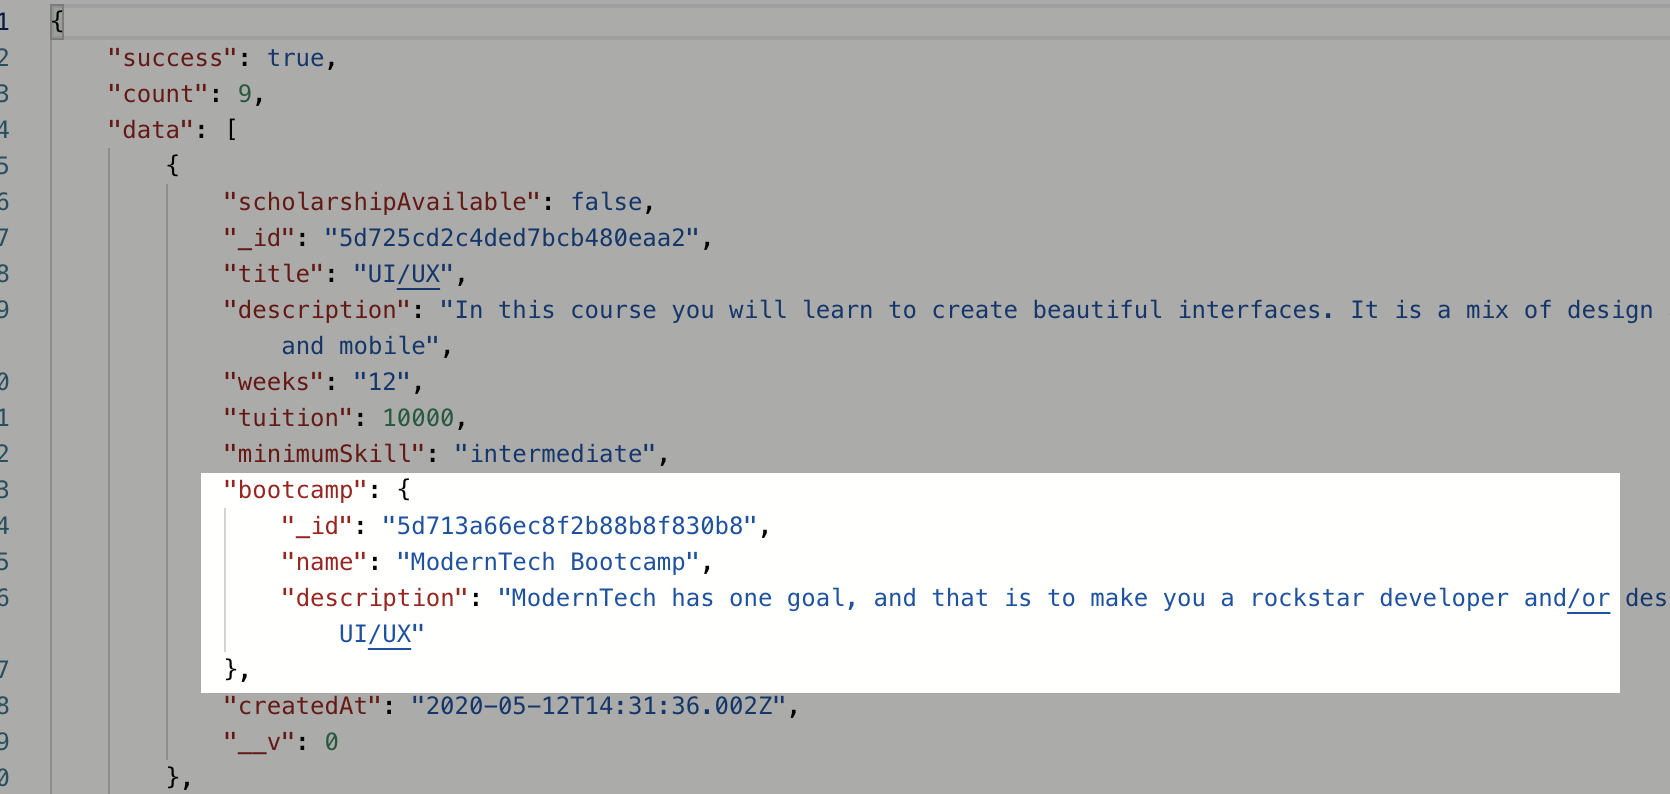 1 {
2 "success": true,
3 "count": 9,
4 "data": [
5 {
6 "scholarshipAvailable": false,
7 "_id": "5d725cd2c4ded7bcb480eaa2",
8 "title": "UI/UX",
9 "description": "In this course you will learn to create beautiful interfaces. It is a mix of design
and mobile",
0 "weeks": "12",
1 "tuition": 10000,
2 "minimumSkill": "intermediate",
3 "bootcamp": {
4 "_id": "5d713a66ec8f2b88b8f830b8",
5 "name": "ModernTech Bootcamp",
6 "description": "ModernTech has one goal, and that is to make you a rockstar developer and/or des
UI/UX"
7 },
8 "createdAt": "2020-05-12T14:31:36.002Z",
9 "__v": 0
0 },